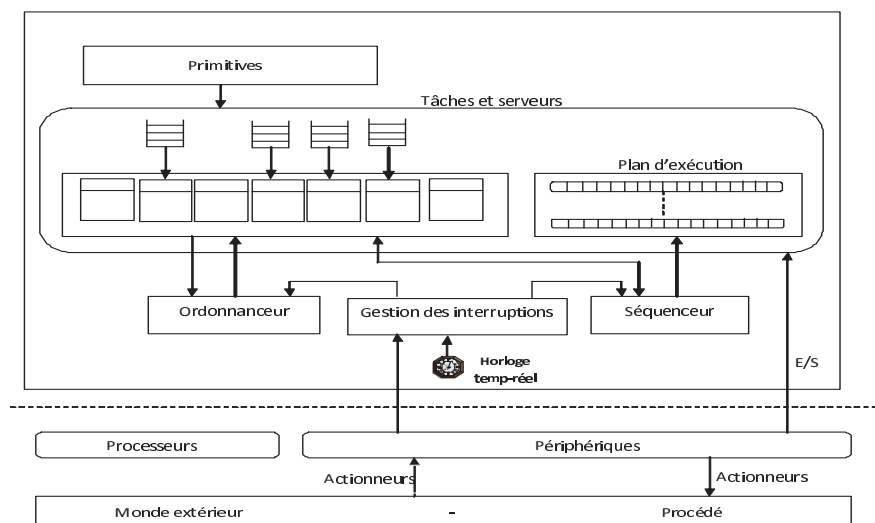 Primitives
Tâches et serveurs
Plan d'exécution
Ordonnanceur
Gestion des interruptions
Séquenceur
Horloge
temp-réel
E/S
Processeurs
Périphériques
Actionneurs
Actionneurs
Monde extérieur - Procédé